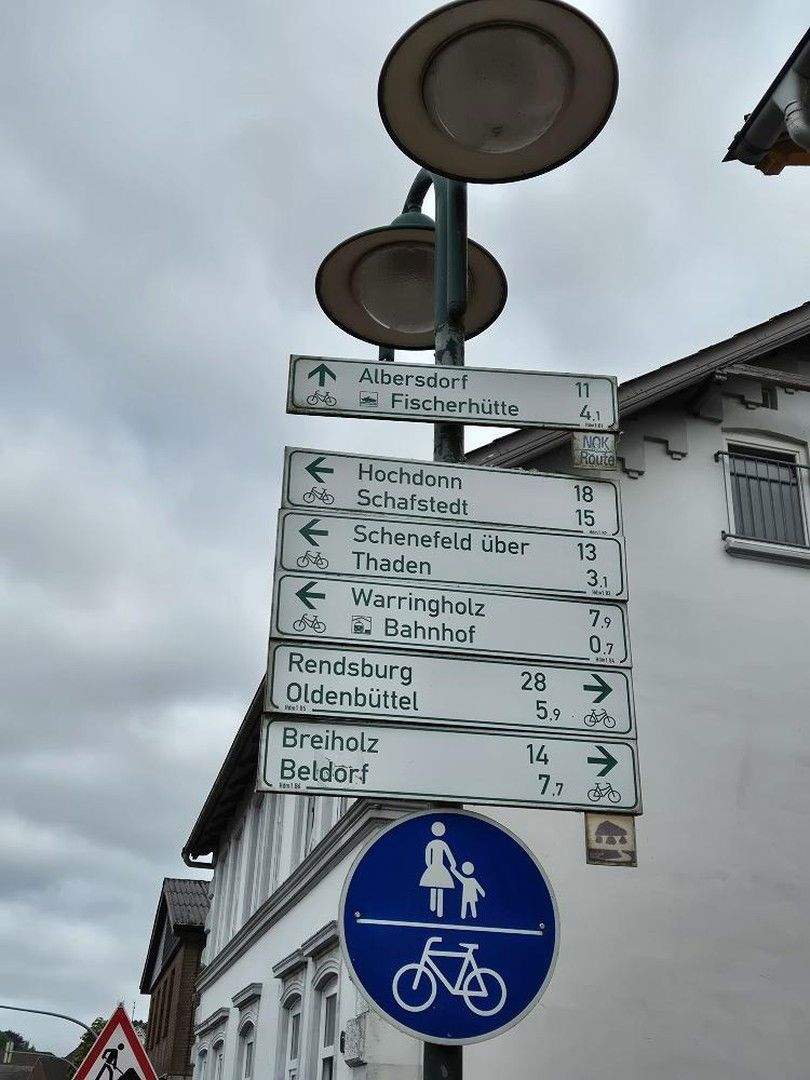 Albersdorf 11
Fischerhütte 4.1
NOK
Route
Hochdonn 18
Schafstedt 15
Schenefeld über 13
Thaden 3.1
Warringholz 7.9
Bahnhof 0.7
Rendsburg 28
Oldenbüttel 5.9
Breiholz 14
Beldorf 7.7